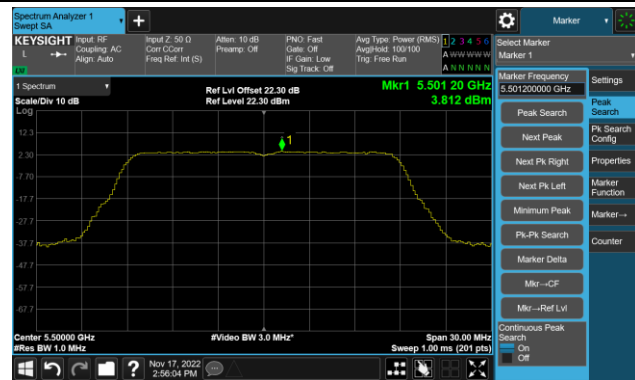 Spectrum Analyzer 1
Swept SA
Marker
KEYSIGHT
L
LW
Input: RF
Coupling: AC
Align: Auto
Input Z: 50 Ω
Corr CCorr
Freq Ref: Int (S)
Atten: 10 dB
Preamp: Off
PNO: Fast
Gate: Off
IF Gain: Low
Sig Track: Off
Avg Type: Power (RMS)
Avg|Hold: 100/100
Trig: Free Run
1 2 3 4 5 6
A W W W W W
A N N N N N
Select Marker
Marker 1
1 Spectrum
Scale/Div 10 dB
Log
Ref Lvl Offset 22.30 dB
Ref Level 22.30 dBm
Mkr1 5.501 20 GHz
3.812 dBm
12.3
2.30
-7.70
-17.7
-27.7
-37.7
-47.7
-57.7
-67.7
1
Center 5.50000 GHz
#Res BW 1.0 MHz
#Video BW 3.0 MHz*
Span 30.00 MHz
Sweep 1.00 ms (201 pts)
Marker Frequency
5.501200000 GHz
Peak Search
Next Peak
Next Pk Right
Next Pk Left
Minimum Peak
Pk-Pk Search
Marker Delta
Mkr→CF
Mkr→Ref Lvl
Continuous Peak
Search
On
Off
Settings
Peak
Search
Pk Search
Config
Properties
Marker
Function
Marker→
Counter
Nov 17, 2022
2:56:04 PM